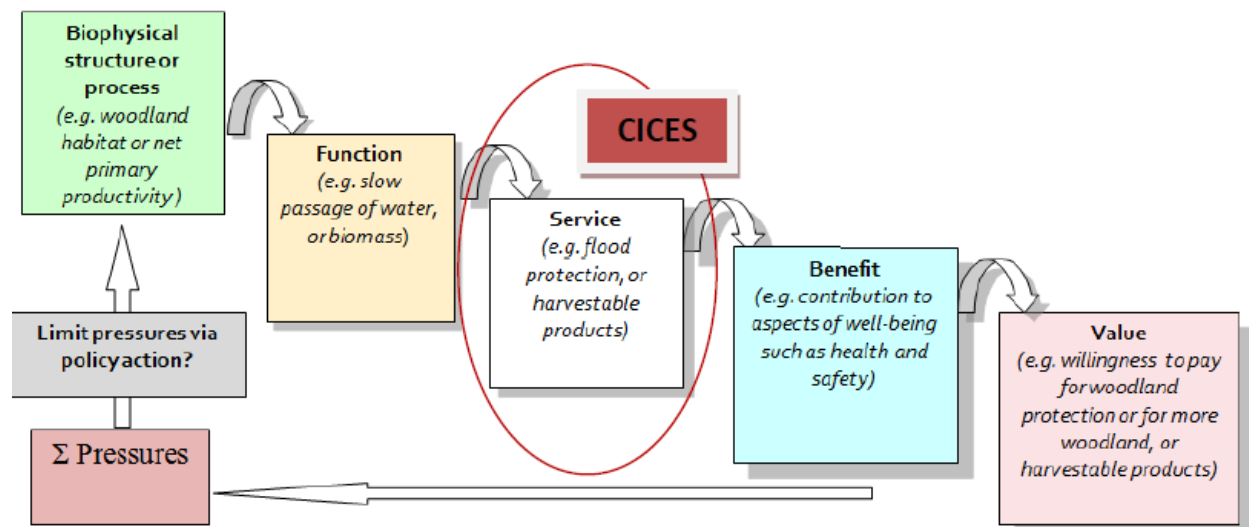 Biophysical
structure or
process
(e.g. woodland
habitat or net
primary
productivity)
Function
(e.g. slow
passage of water,
or biomass)
CICES
Service
(e.g. flood
protection, or
harvestable
products)
Benefit
(e.g. contribution to
aspects of well-being
such as health and
safety)
Value
(e.g. willingness to pay
for woodland
protection or for more
woodland, or
harvestable products)
Limit pressures via
policy action?
Σ Pressures